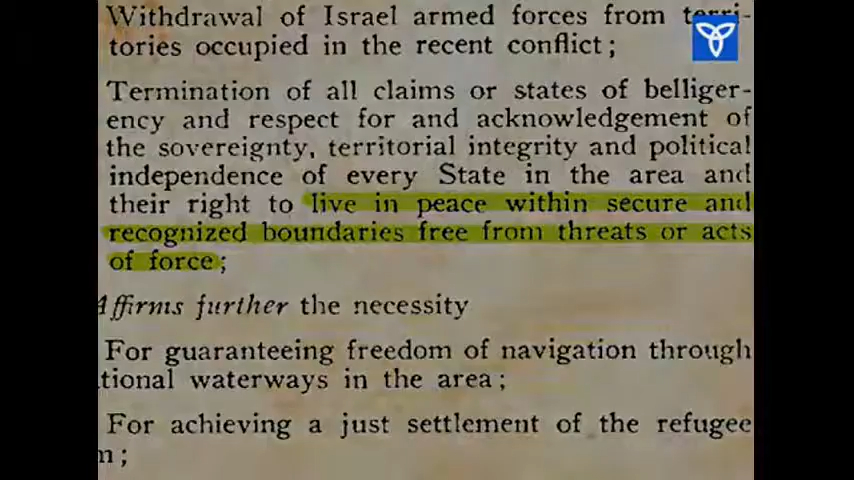 Withdrawal of Israel armed forces from terri-
tories occupied in the recent conflict;
Termination of all claims or states of belliger-
ency and respect for and acknowledgement of
the sovereignty, territorial integrity and political
independence of every State in the area and
their right to live in peace within secure and
recognized boundaries free from threats or acts
of force;
Affirms further the necessity
For guaranteeing freedom of navigation through
tional waterways in the area;
For achieving a just settlement of the refugee
m;